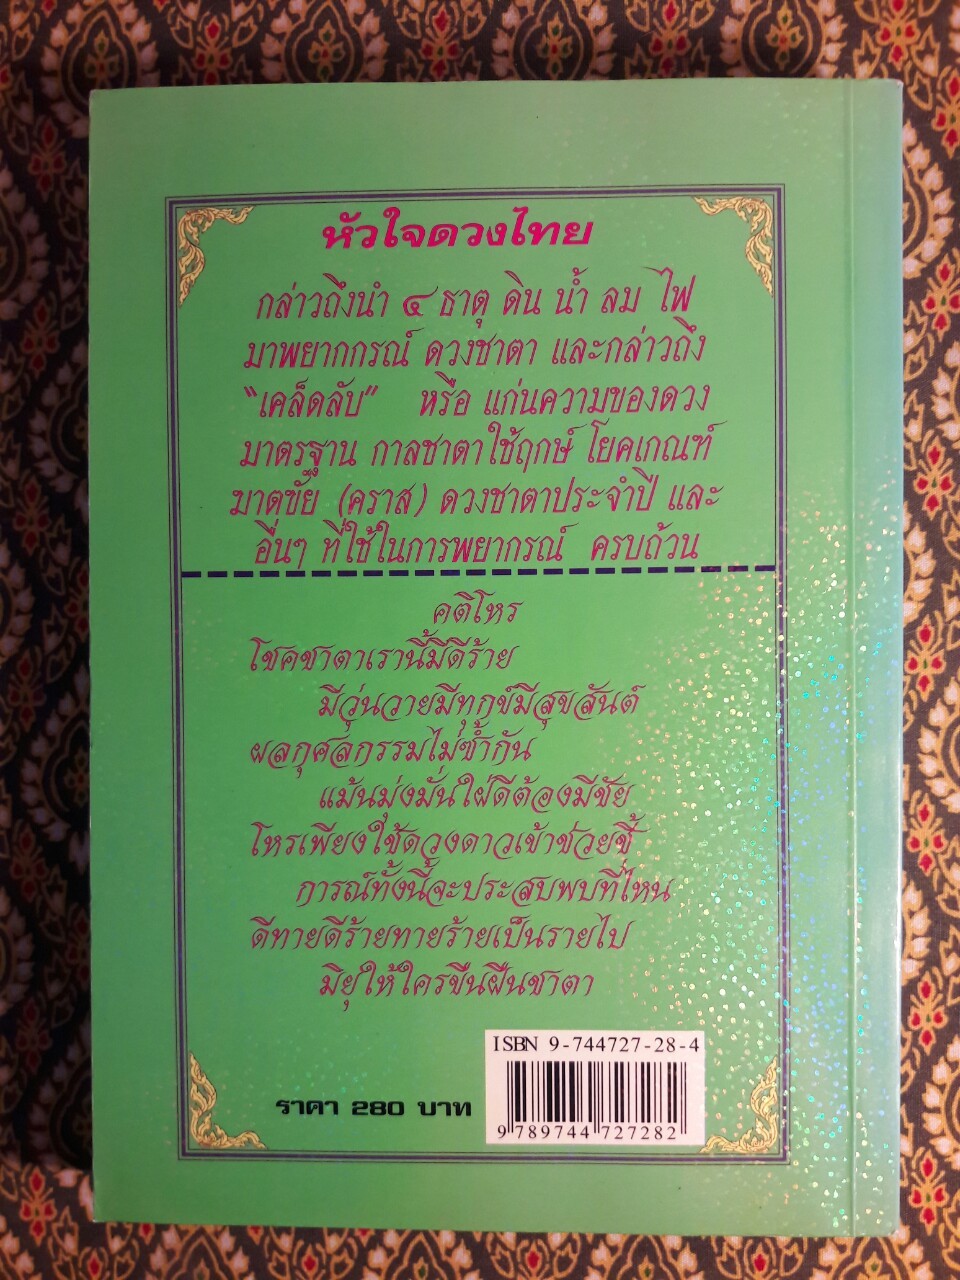 หัวใจดวงไทย
กล่าวถึงนำ ๔ ธาตุ ดิน น้ำ ลม ไฟ
มาพยากกรณ์ ดวงชาตา และกล่าวถึง
"เคล็ดลับ" หรือ แก่นความของดวง
มาตรฐาน กาลชาตาใช้ฤกษ์ โยคเกณฑ์
ฆาตขัย (คราส) ดวงชาตาประจำปี และ
อื่นๆ ที่ใช้ในการพยากรณ์ ครบถ้วน
คติโหร
โชคชาตาเรานี้มีดีร้าย
มีวุ่นวายมีทุกข์มีสุขสันต์
ผลกุศลกรรมไม่ซ้ำกัน
แม้นมุ่งมั่นใฝ่ดีต้องมีชัย
โหรเพียงใช้ดวงดาวเข้าช่วยชี้
การณ์ทั้งนี้จะประสบพบที่ไหน
ดีทายดีร้ายทายร้ายเป็นรายไป
มิยุให้ใครขืนฝืนชาตา
ISBN 9-744727-28-4
ราคา 280 บาท
9 789744 727282